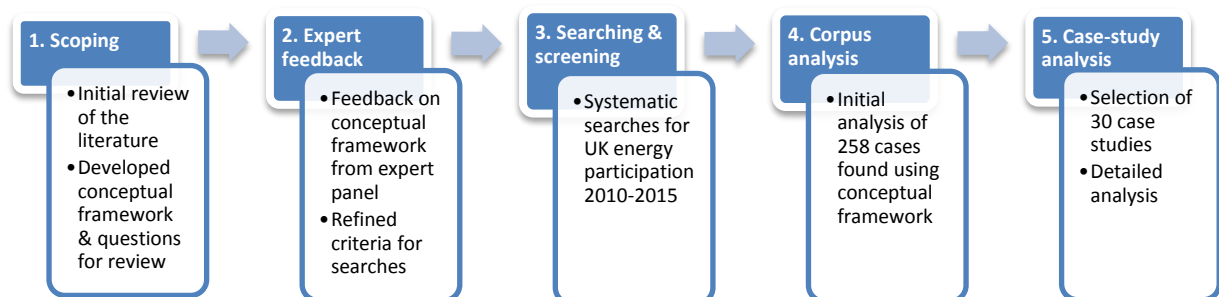 1. Scoping
•Initial review
of the
literature
•Developed
conceptual
framework
& questions
for review
2. Expert
feedback
•Feedback on
conceptual
framework
from expert
panel
•Refined
criteria for
searches
3. Searching &
screening
•Systematic
searches for
UK energy
participation
2010-2015
4. Corpus
analysis
•Initial
analysis of
258 cases
found using
conceptual
framework
5. Case-study
analysis
•Selection of
30 case
studies
•Detailed
analysis